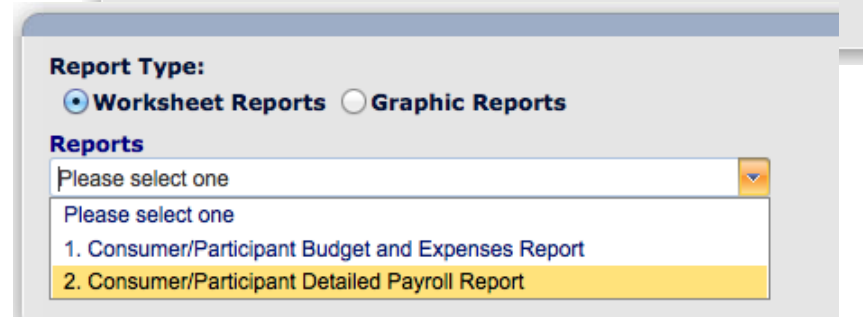 Report Type:
Worksheet Reports Graphic Reports
Reports
Please select one
Please select one
1. Consumer/Participant Budget and Expenses Report
2. Consumer/Participant Detailed Payroll Report